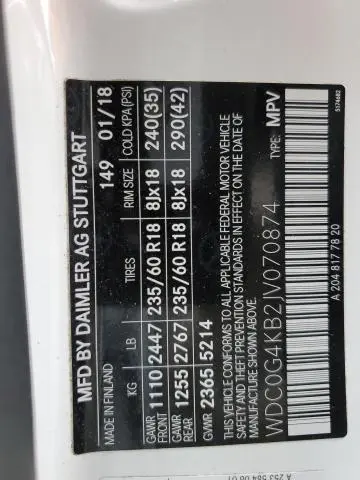 MFD BY DAIMLER AG STUTTGART
MADE IN FINLAND 149 01/18
KG LB TIRES RIM SIZE COLD KPA(PSI)
GAWR FRONT 1110 2447 235/60 R18 8Jx18 240(35)
GAWR REAR 1255 2767 235/60 R18 8Jx18 290(42)
GVWR 2365 5214
THIS VEHICLE CONFORMS TO ALL APPLICABLE FEDERAL MOTOR VEHICLE
SAFETY AND THEFT PREVENTION STANDARDS IN EFFECT ON THE DATE OF
MANUFACTURE SHOWN ABOVE.
WDC0G4KB2JV070874 TYPE: MPV
A 204 817 78 20
5174682